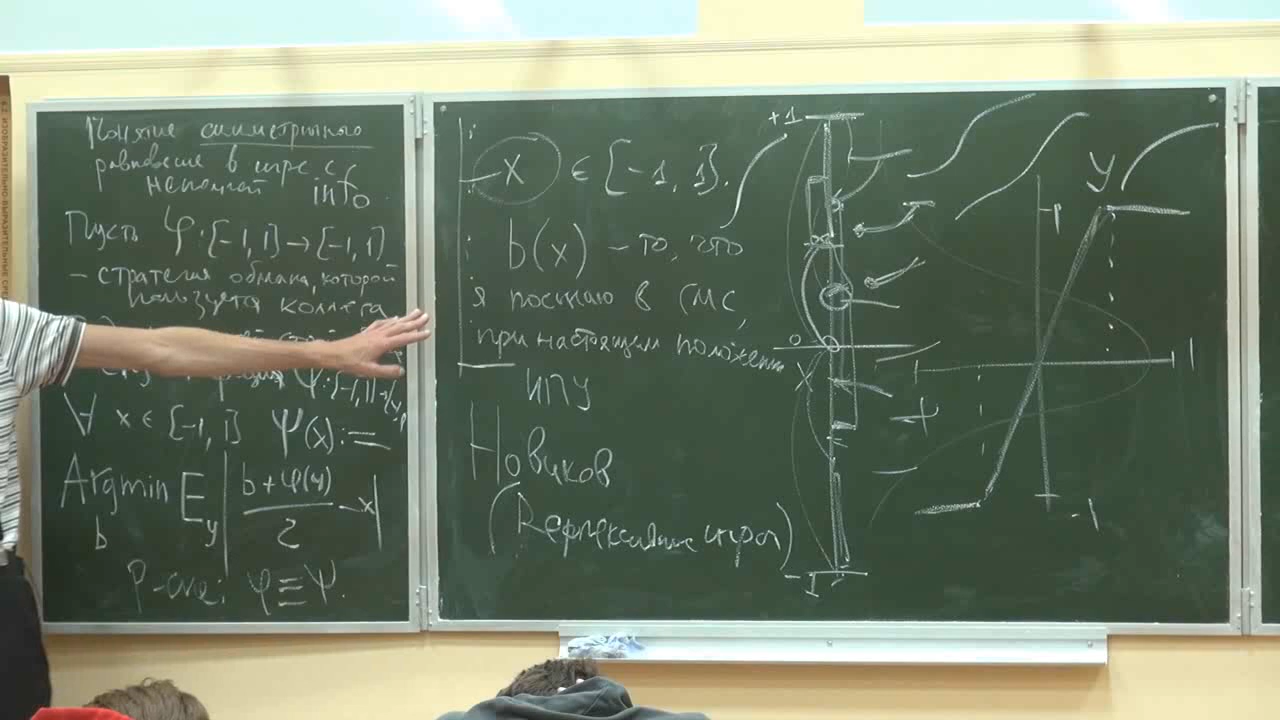 Понятие симметричного
равновесие в игре с
неполной info
Пусть φ:[-1,1]→[-1,1]
– стратегия обмана, которой
пользуется коллега
ψ:[-1,1]→
∀ x∈[-1,1] ψ(x):=
Argmin E_y | (b+φ(y))/2 – x |
b
Р-сие: φ≡ψ.
x ∈ [-1,1].
b(x) – то, что
я посылаю в СМС,
при настоящем положении
ИПУ
Новиков
(Рефлексивные игры)
+1
0
x
-1
y
1
1
-1